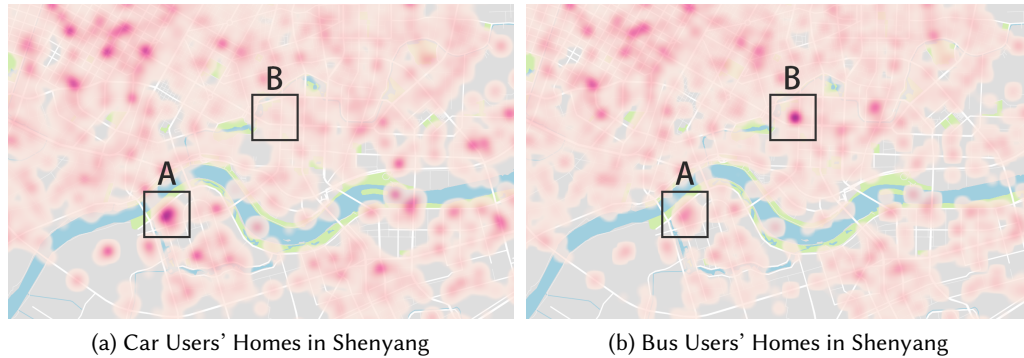 B
A
B
A
(a) Car Users' Homes in Shenyang
(b) Bus Users' Homes in Shenyang